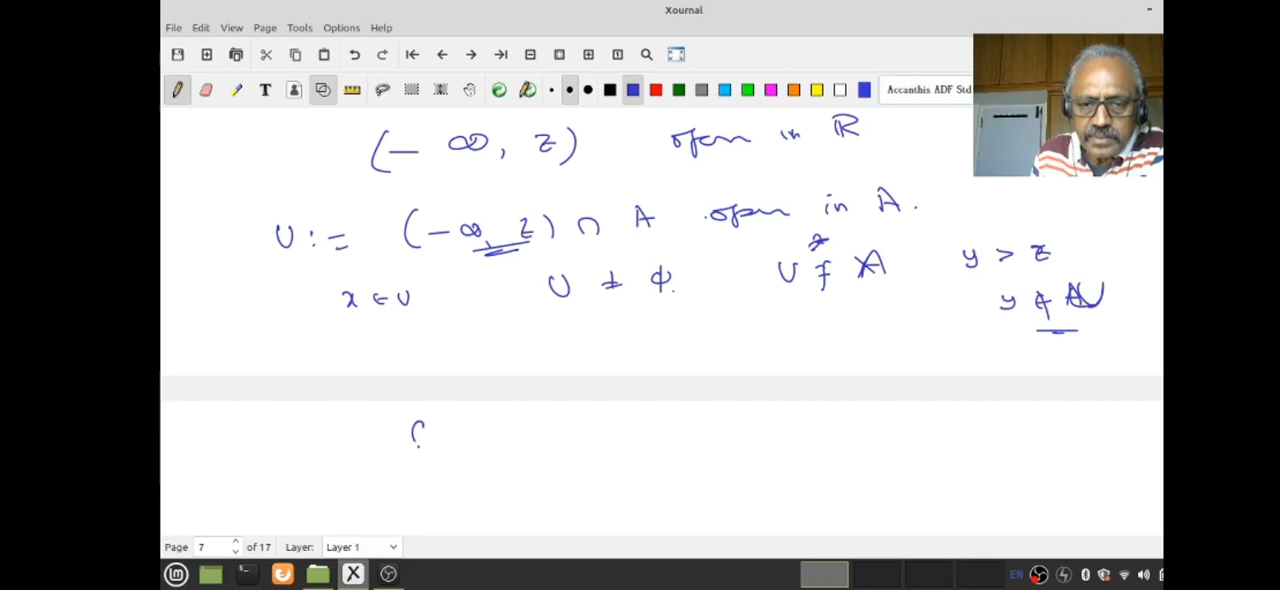 Xournal
File Edit View Page Tools Options Help
Accanthis ADF Std
(− ∞, z) open in ℝ
U := (− ∞, z) ∩ A open in A.
x ∈ U U ≠ φ. U ≠ A y > z
y ∉ U
(
Page 7 of 17 Layer: Layer 1
EN